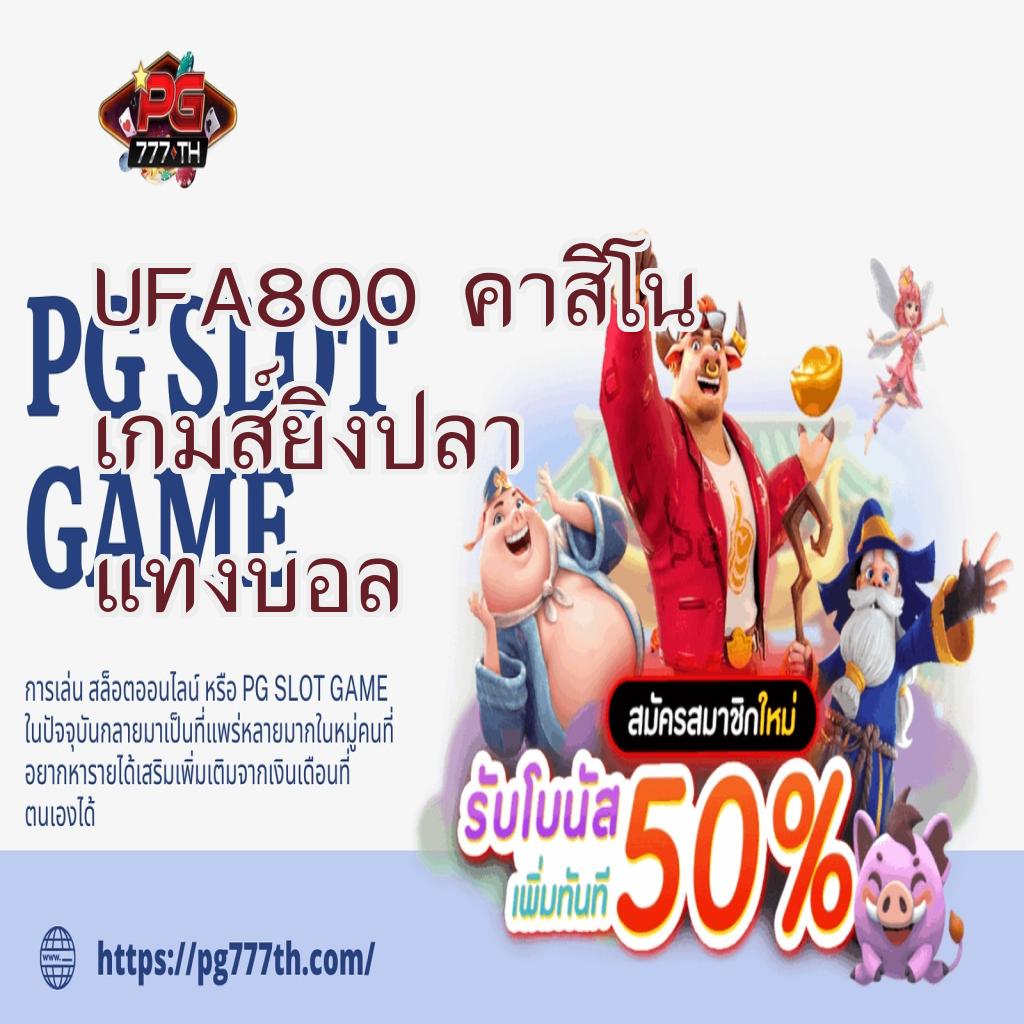 PG
777 TH
UFA800 คาสิโน
PG SLOT
เกมส์ยิงปลา
GAME
แทงบอล
การเล่น สล็อตออนไลน์ หรือ PG SLOT GAME
ในปัจจุบันกลายมาเป็นที่แพร่หลายมากในหมู่คนที่
อยากหารายได้เสริมเพิ่มเติมจากเงินเดือนที่
ตนเองได้
สมัครสมาชิกใหม่
รับโบนัส
เพิ่มทันที
50%
www.
https://pg777th.com/